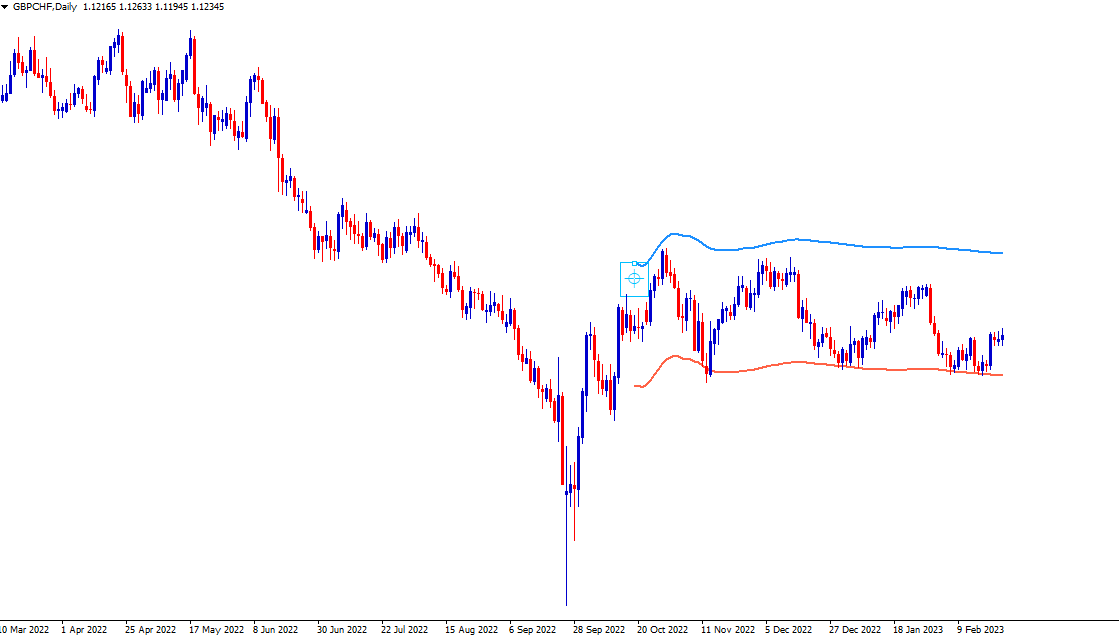 GBPCHF,Daily 1.12165 1.12633 1.11945 1.12345
10 Mar 2022 1 Apr 2022 25 Apr 2022 17 May 2022 8 Jun 2022 30 Jun 2022 22 Jul 2022 15 Aug 2022 6 Sep 2022 28 Sep 2022 20 Oct 2022 11 Nov 2022 5 Dec 2022 27 Dec 2022 18 Jan 2023 9 Feb 2023